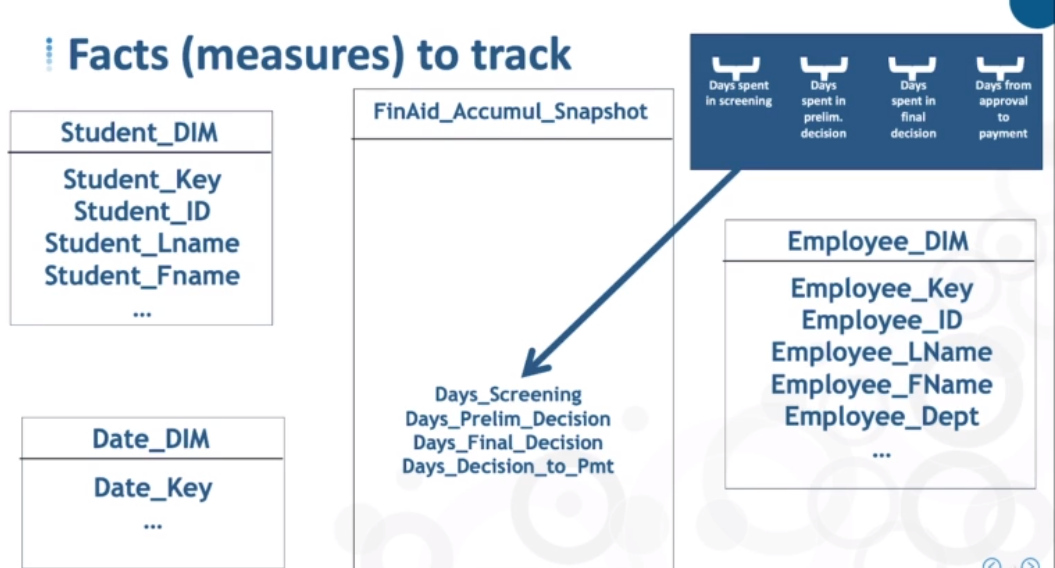 Facts (measures) to track
Days spent
in screening
Days
spent in
prelim.
decision
Days
spent in
final
decision
Days from
approval
to
payment
Student_DIM
Student_Key
Student_ID
Student_Lname
Student_Fname
...
FinAid_Accumul_Snapshot
Days_Screening
Days_Prelim_Decision
Days_Final_Decision
Days_Decision_to_Pmt
Employee_DIM
Employee_Key
Employee_ID
Employee_LName
Employee_FName
Employee_Dept
...
Date_DIM
Date_Key
...